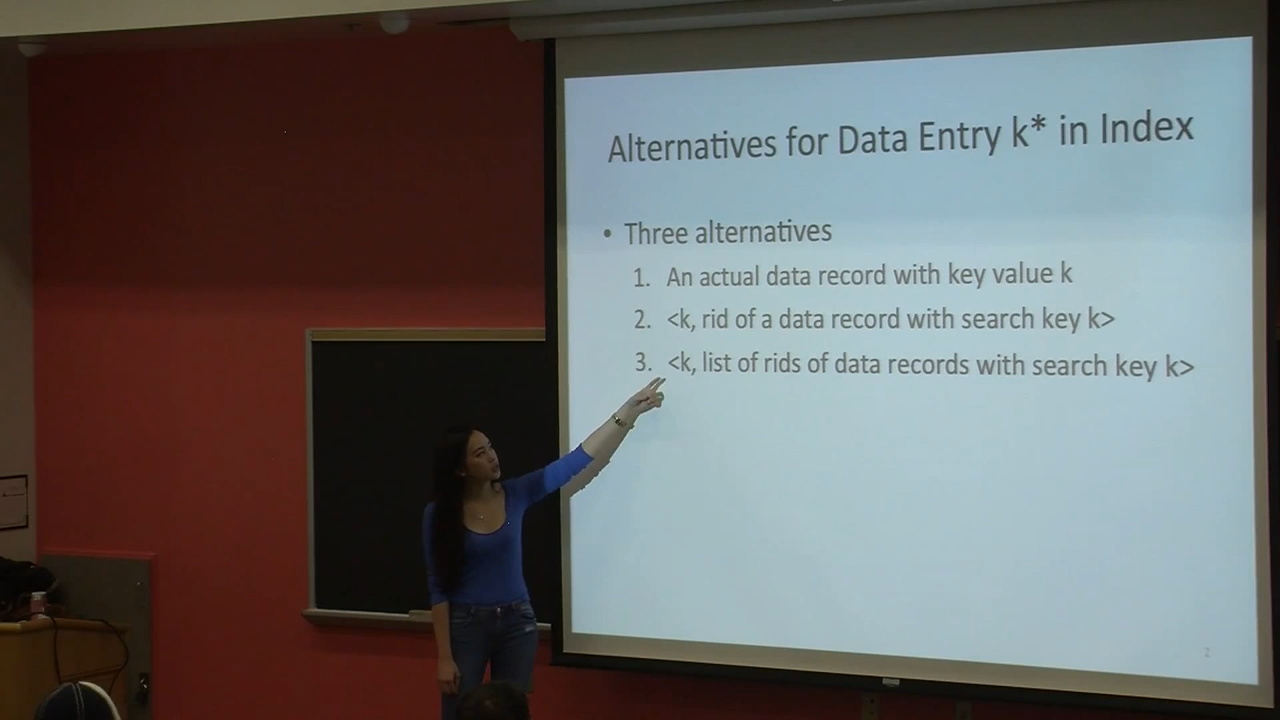 Alternatives for Data Entry k* in Index
• Three alternatives
1. An actual data record with key value k
2. <k, rid of a data record with search key k>
3. <k, list of rids of data records with search key k>
2